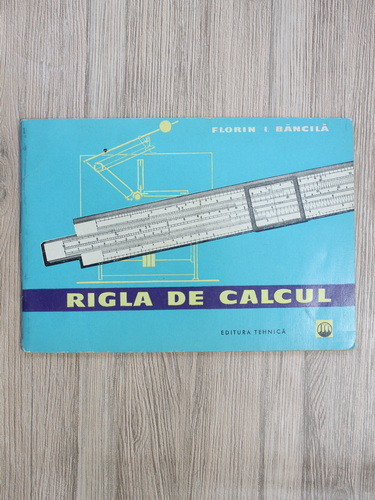 FLORIN I BĂNCILĂ
RIGLA DE CALCUL
EDITURA TEHNICĂ